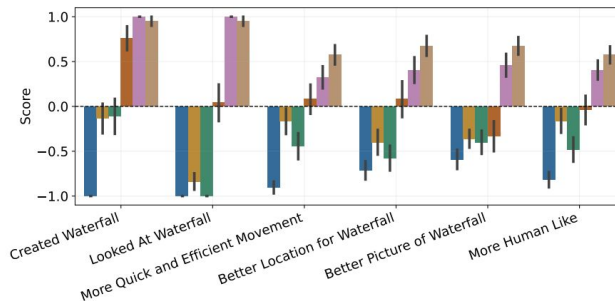 1.0
0.5
0.0
−0.5
−1.0
Score
Created Waterfall
Looked At Waterfall
More Quick and Efficient Movement
Better Location for Waterfall
Better Picture of Waterfall
More Human Like